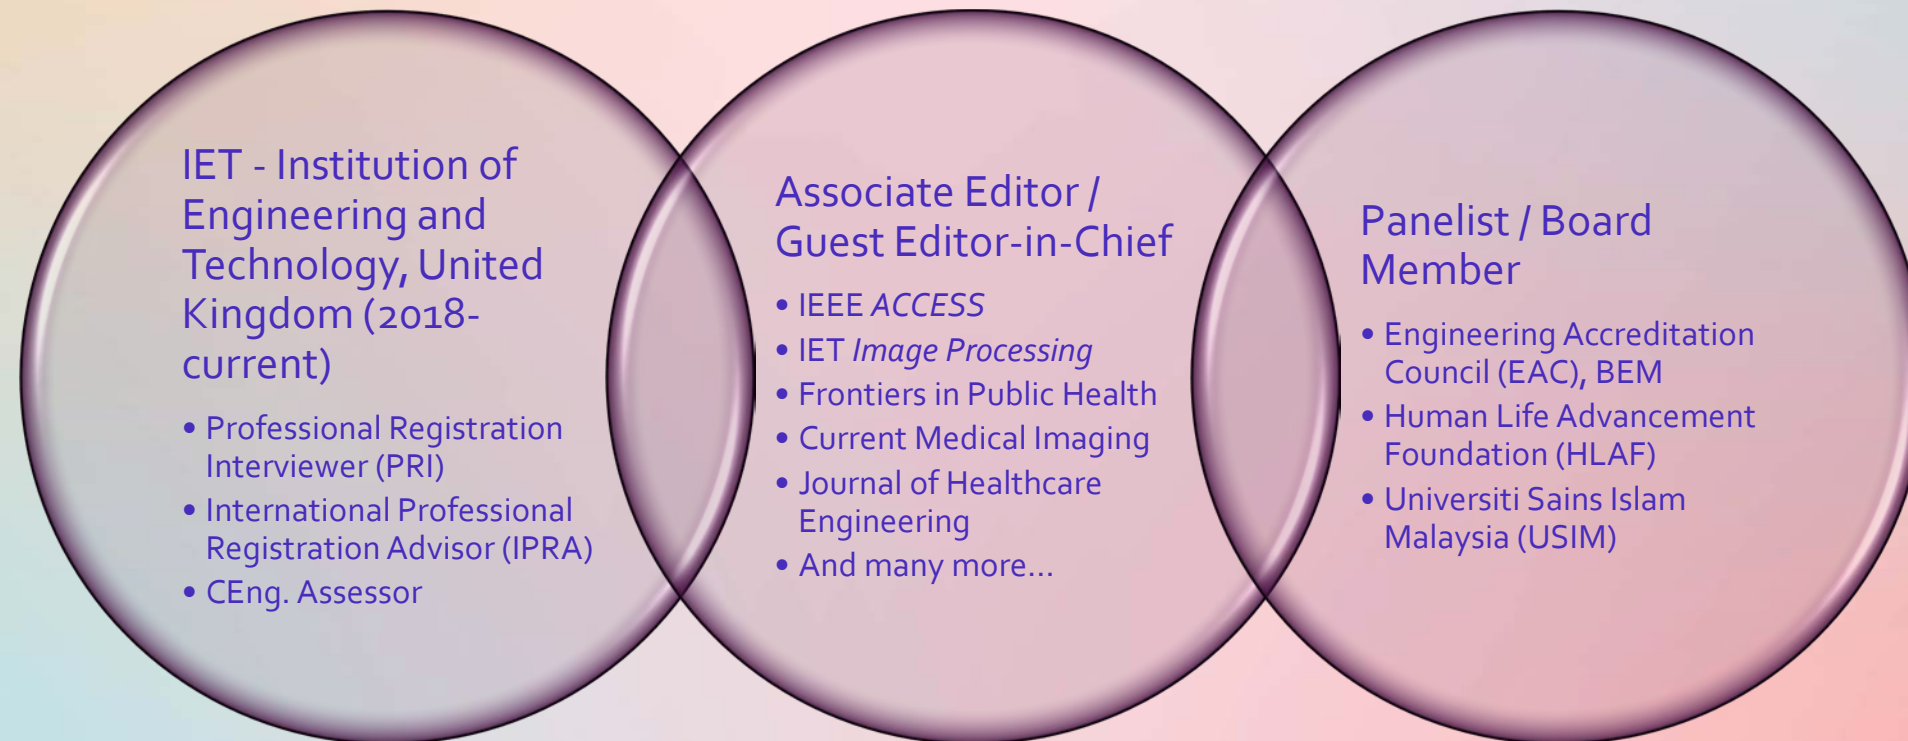 IET - Institution of
Engineering and
Technology, United
Kingdom (2018-
current)
• Professional Registration
Interviewer (PRI)
• International Professional
Registration Advisor (IPRA)
• CEng. Assessor
Associate Editor /
Guest Editor-in-Chief
• IEEE ACCESS
• IET Image Processing
• Frontiers in Public Health
• Current Medical Imaging
• Journal of Healthcare
Engineering
• And many more...
Panelist / Board
Member
• Engineering Accreditation
Council (EAC), BEM
• Human Life Advancement
Foundation (HLAF)
• Universiti Sains Islam
Malaysia (USIM)